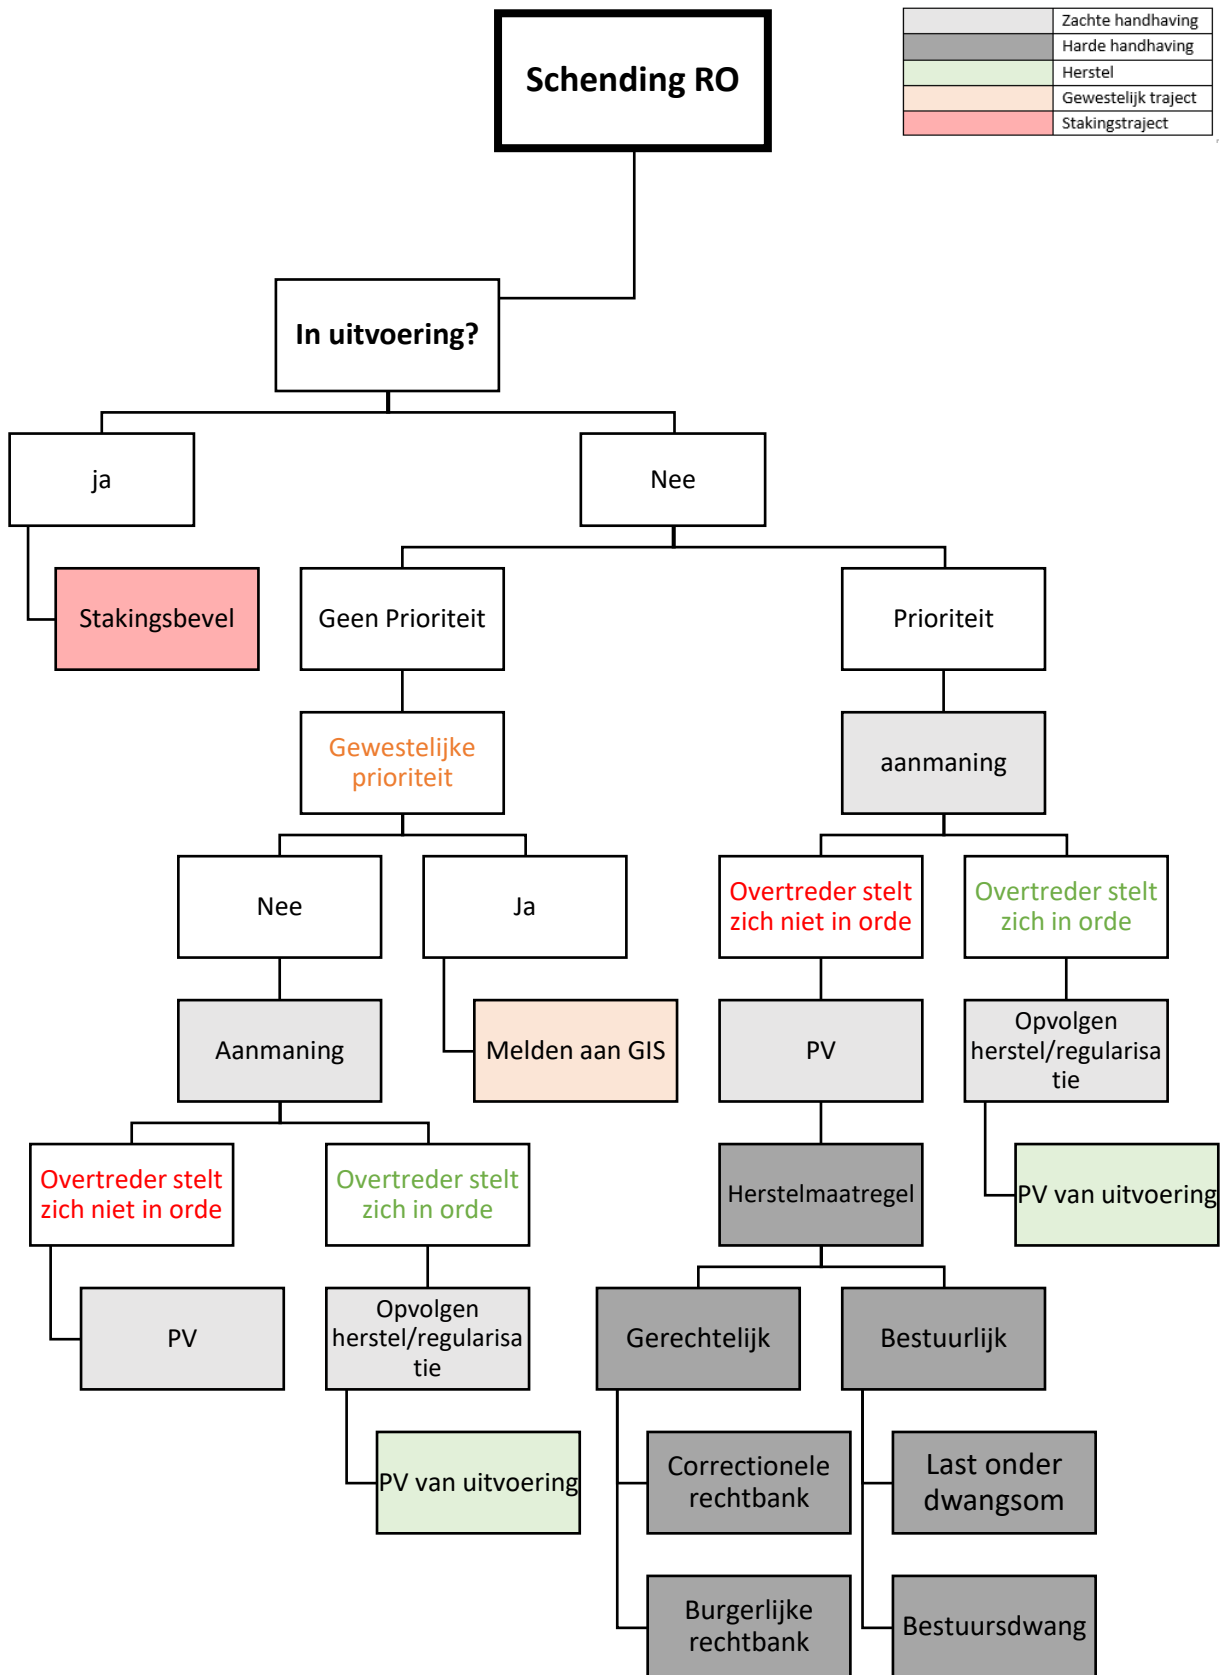 Schending RO
Zachte handhaving
Harde handhaving
Herstel
Gewestelijk traject
Stakingstraject
In uitvoering?
ja
Nee
Stakingsbevel
Geen Prioriteit
Prioriteit
Gewestelijke
prioriteit
aanmaning
Nee
Ja
Overtreder stelt
zich niet in orde
Overtreder stelt
zich in orde
Aanmaning
Melden aan GIS
PV
Opvolgen
herstel/regularisa
tie
Overtreder stelt
zich niet in orde
Overtreder stelt
zich in orde
Herstelmaatregel
PV van uitvoering
PV
Opvolgen
herstel/regularisa
tie
Gerechtelijk
Bestuurlijk
PV van uitvoering
Correctionele
rechtbank
Last onder
dwangsom
Burgerlijke
rechtbank
Bestuursdwang